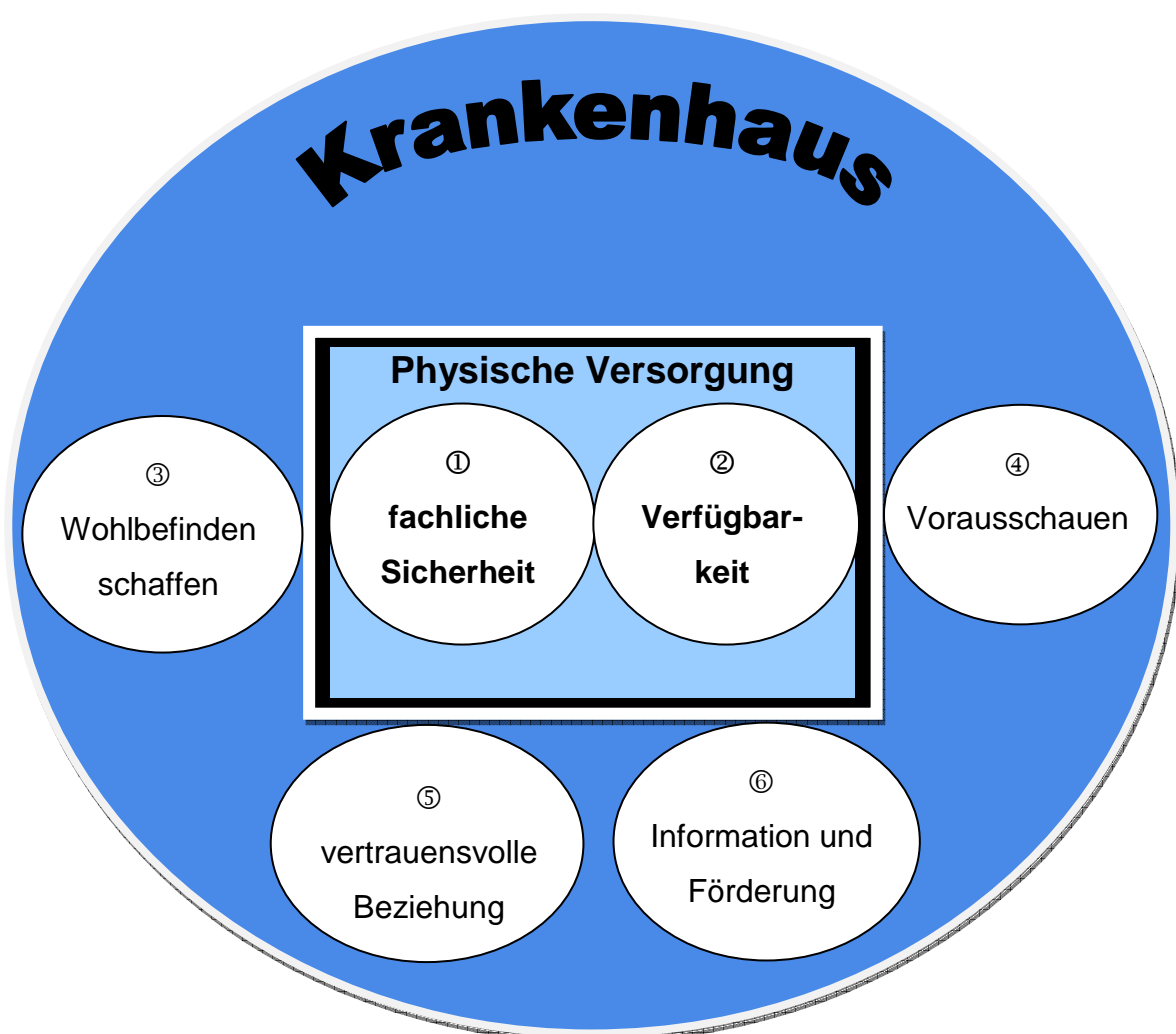 Krankenhaus
Physische Versorgung
③
Wohlbefinden
schaffen
①
fachliche
Sicherheit
②
Verfügbar-
keit
④
Vorausschauen
⑤
vertrauensvolle
Beziehung
⑥
Information und
Förderung